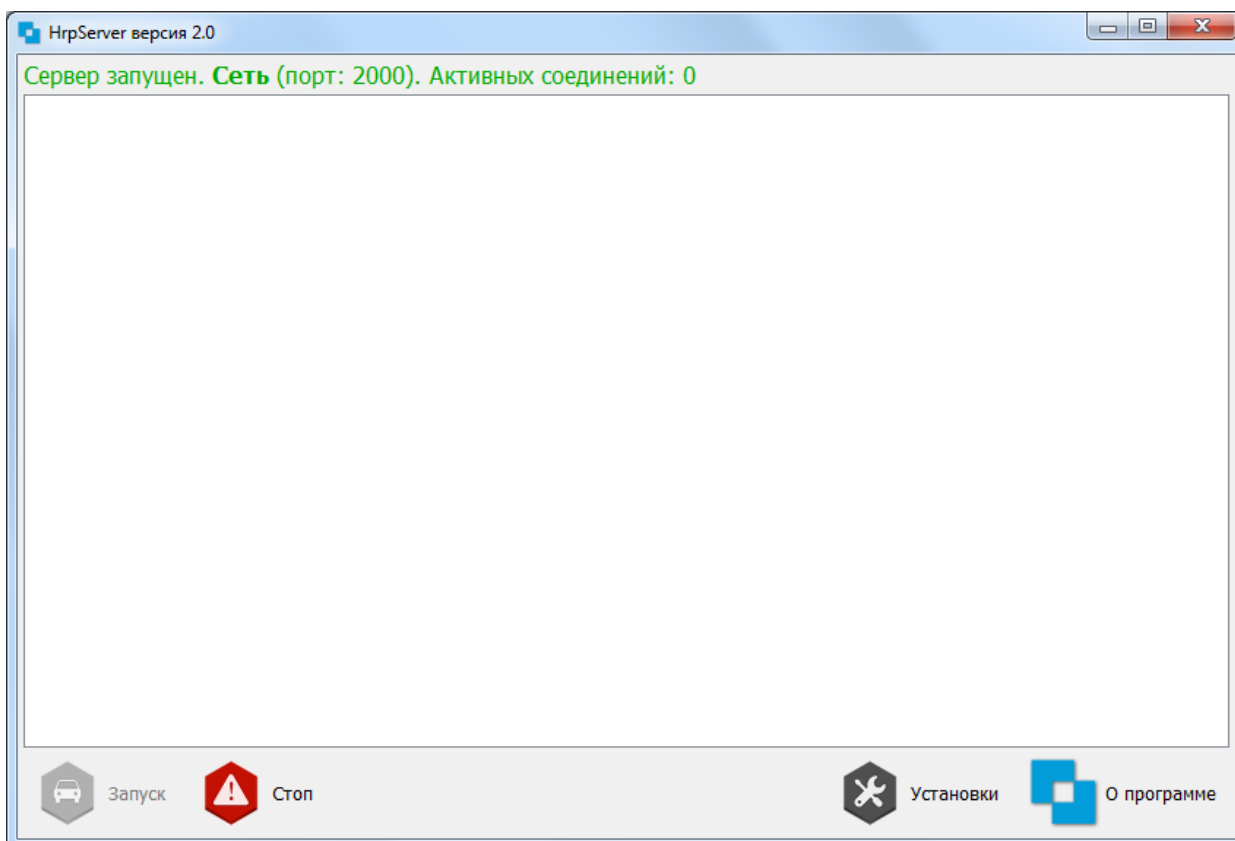 HrpServer версия 2.0
Сервер запущен. Сеть (порт: 2000). Активных соединений: 0
Запуск Стоп Установки О программе